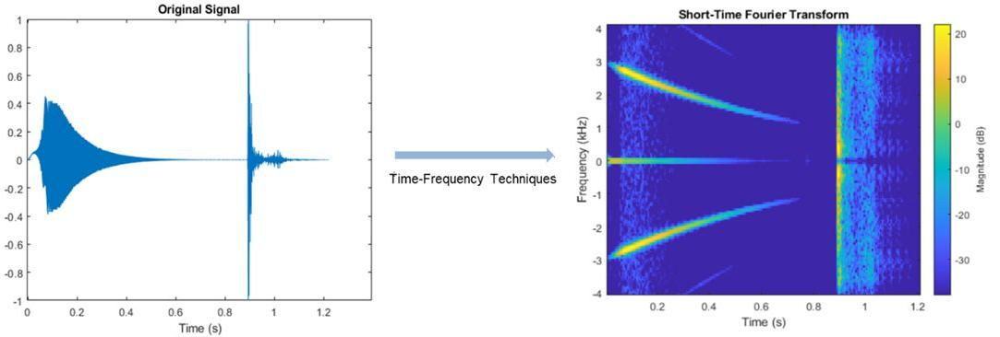 Original Signal
1
0.8
0.6
0.4
0.2
0
-0.2
-0.4
-0.6
-0.8
-1
0 0.2 0.4 0.6 0.8 1 1.2
Time (s)
Time-Frequency Techniques
Short-Time Fourier Transform
Frequency (kHz)
4
3
2
1
0
-1
-2
-3
-4
0.2 0.4 0.6 0.8 1 1.2
Time (s)
20
10
0
-10
-20
-30
Magnitude (dB)